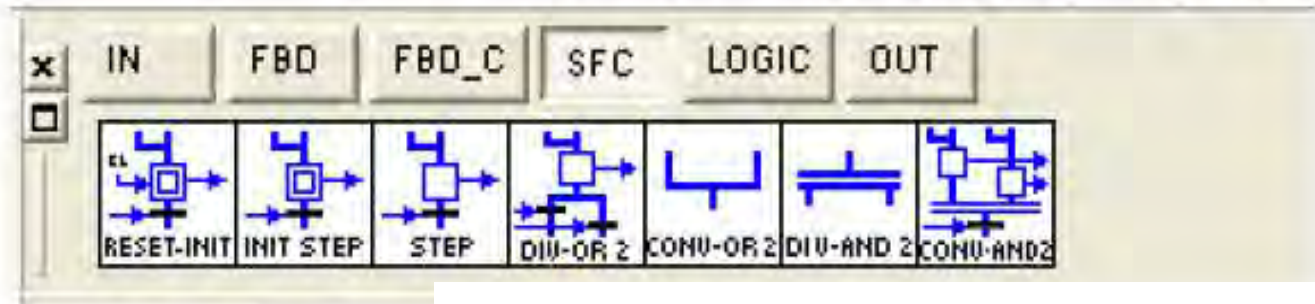 IN FBD FBD_C SFC LOGIC OUT
RESET-INIT INIT STEP STEP DIV-OR 2 CONV-OR 2 DIV-AND 2 CONV-AND2